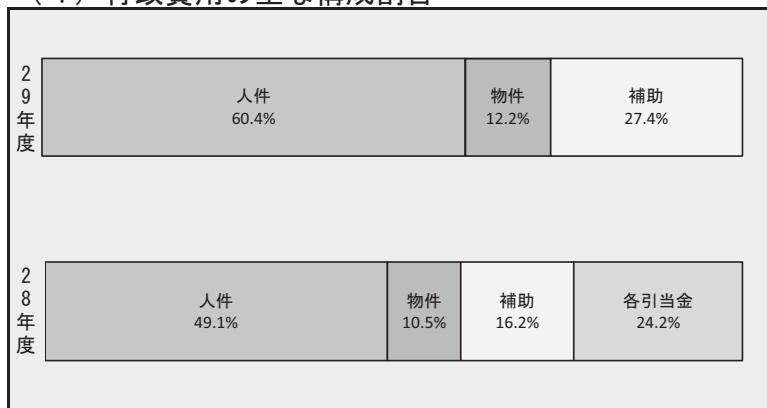 29年度
人件
60.4%
物件
12.2%
補助
27.4%
28年度
人件
49.1%
物件
10.5%
補助
16.2%
各引当金
24.2%